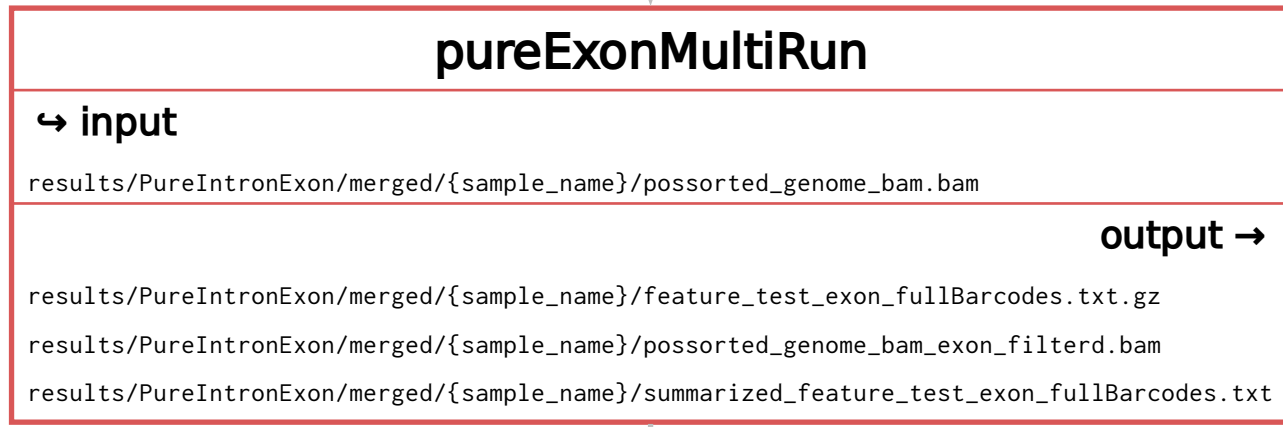 pureExonMultiRun
↪ input
results/PureIntronExon/merged/{sample_name}/possorted_genome_bam.bam
output →
results/PureIntronExon/merged/{sample_name}/feature_test_exon_fullBarcodes.txt.gz
results/PureIntronExon/merged/{sample_name}/possorted_genome_bam_exon_filterd.bam
results/PureIntronExon/merged/{sample_name}/summarized_feature_test_exon_fullBarcodes.txt